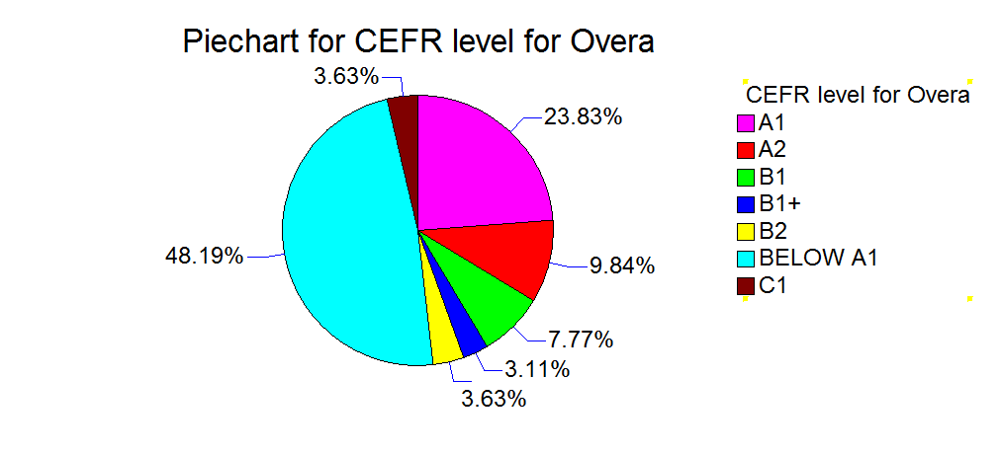 Piechart for CEFR level for Overa
3.63%
23.83%
48.19%
9.84%
7.77%
3.11%
3.63%
CEFR level for Overa
A1
A2
B1
B1+
B2
BELOW A1
C1